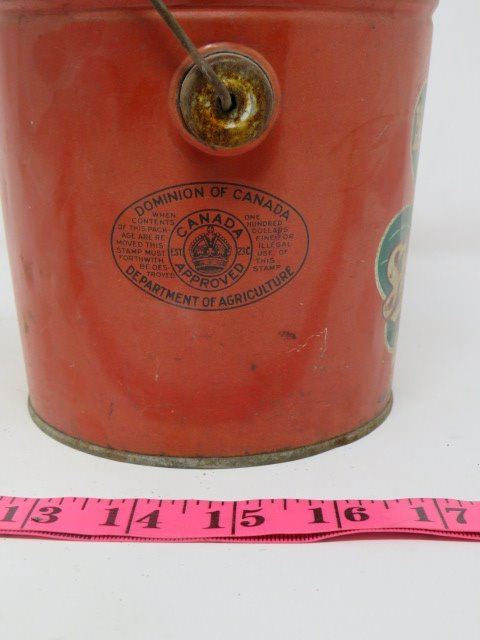 DOMINION OF CANADA
WHEN
CONTENTS
OF THIS PACK-
AGE ARE RE-
MOVED THIS
STAMP MUST
FORTHWITH
BE DES-
TROYED
CANADA
EST. 23C
APPROVED
ONE
HUNDRED
DOLLARS
FINE FOR
ILLEGAL
USE OF
THIS
STAMP
DEPARTMENT OF AGRICULTURE
13 14 15 16 17